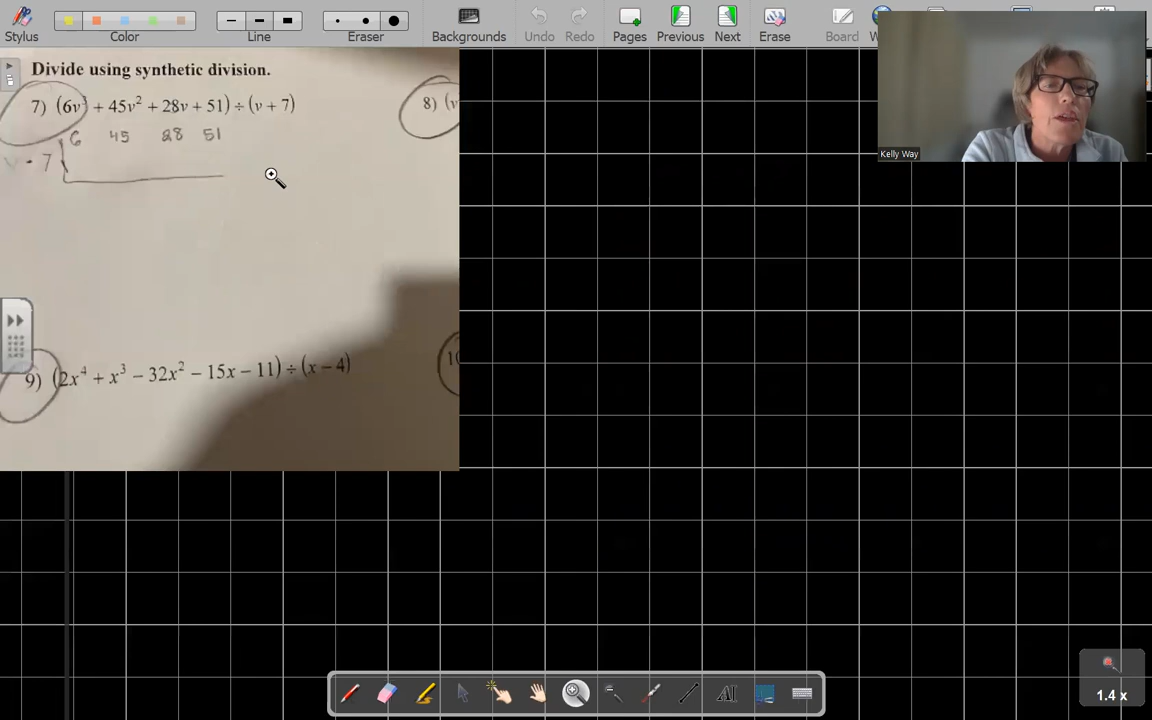 Stylus Color Line Eraser Backgrounds Undo Redo Pages Previous Next Erase Board
Kelly Way
Divide using synthetic division.
7) (6v³ + 45v² + 28v + 51) ÷ (v + 7)
8) (v
6 45 28 51
- 7
9) (2x⁴ + x³ − 32x² − 15x − 11) ÷ (x − 4)
10
1.4 x